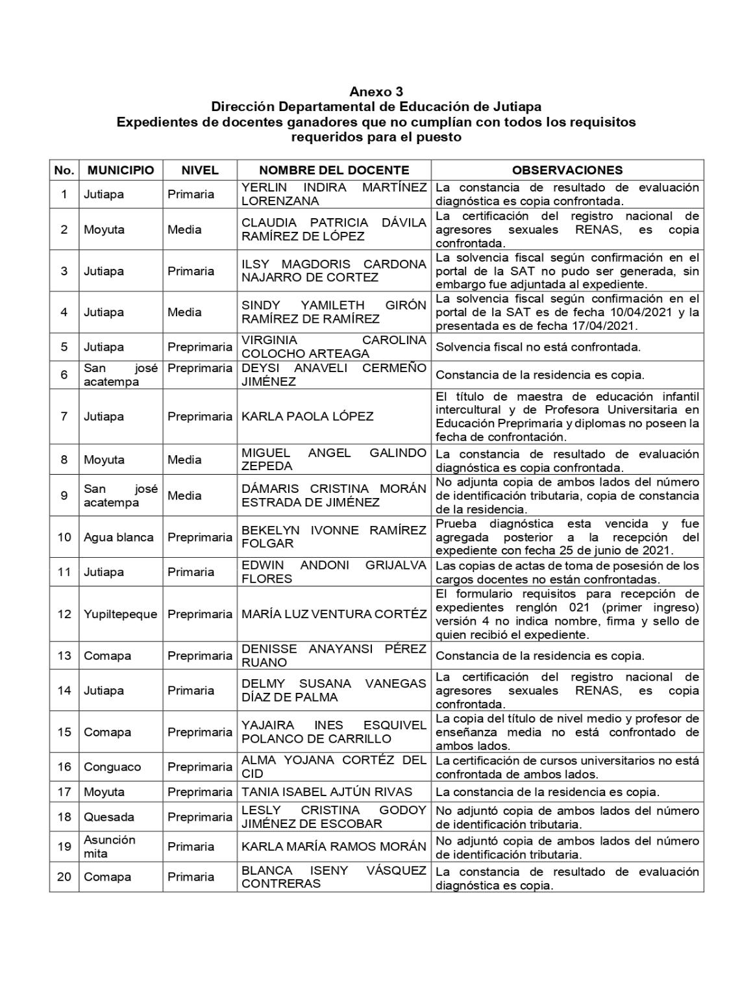 Anexo 3
Dirección Departamental de Educación de Jutiapa
Expedientes de docentes ganadores que no cumplían con todos los requisitos
requeridos para el puesto
No. MUNICIPIO NIVEL NOMBRE DEL DOCENTE OBSERVACIONES
1 Jutiapa Primaria YERLIN INDIRA MARTÍNEZ
LORENZANA
La constancia de resultado de evaluación
diagnóstica es copia confrontada.
2 Moyuta Media CLAUDIA PATRICIA DÁVILA
RAMÍREZ DE LÓPEZ
La certificación del registro nacional de
agresores sexuales RENAS, es copia
confrontada.
3 Jutiapa Primaria ILSY MAGDORIS CARDONA
NAJARRO DE CORTEZ
La solvencia fiscal según confirmación en el
portal de la SAT no pudo ser generada, sin
embargo fue adjuntada al expediente.
4 Jutiapa Media SINDY YAMILETH GIRÓN
RAMÍREZ DE RAMÍREZ
La solvencia fiscal según confirmación en el
portal de la SAT es de fecha 10/04/2021 y la
presentada es de fecha 17/04/2021.
5 Jutiapa Preprimaria VIRGINIA CAROLINA
COLOCHO ARTEAGA
Solvencia fiscal no está confrontada.
6 San josé
acatempa
Preprimaria DEYSI ANAVELI CERMEÑO
JIMÉNEZ
Constancia de la residencia es copia.
7 Jutiapa Preprimaria KARLA PAOLA LÓPEZ
El título de maestra de educación infantil
intercultural y de Profesora Universitaria en
Educación Preprimaria y diplomas no poseen la
fecha de confrontación.
8 Moyuta Media MIGUEL ANGEL GALINDO
ZEPEDA
La constancia de resultado de evaluación
diagnóstica es copia confrontada.
9 San josé
acatempa
Media DÁMARIS CRISTINA MORÁN
ESTRADA DE JIMÉNEZ
No adjunta copia de ambos lados del número
de identificación tributaria, copia de constancia
de la residencia.
10 Agua blanca Preprimaria BEKELYN IVONNE RAMÍREZ
FOLGAR
Prueba diagnóstica esta vencida y fue
agregada posterior a la recepción del
expediente con fecha 25 de junio de 2021.
11 Jutiapa Primaria EDWIN ANDONI GRIJALVA
FLORES
Las copias de actas de toma de posesión de los
cargos docentes no están confrontadas.
12 Yupiltepeque Preprimaria MARÍA LUZ VENTURA CORTÉZ
El formulario requisitos para recepción de
expedientes renglón 021 (primer ingreso)
versión 4 no indica nombre, firma y sello de
quien recibió el expediente.
13 Comapa Preprimaria DENISSE ANAYANSI PÉREZ
RUANO
Constancia de la residencia es copia.
14 Jutiapa Primaria DELMY SUSANA VANEGAS
DÍAZ DE PALMA
La certificación del registro nacional de
agresores sexuales RENAS, es copia
confrontada.
15 Comapa Preprimaria YAJAIRA INES ESQUIVEL
POLANCO DE CARRILLO
La copia del título de nivel medio y profesor de
enseñanza media no está confrontado de
ambos lados.
16 Conguaco Preprimaria ALMA YOJANA CORTÉZ DEL
CID
La certificación de cursos universitarios no está
confrontada de ambos lados.
17 Moyuta Preprimaria TANIA ISABEL AJTÚN RIVAS La constancia de la residencia es copia.
18 Quesada Preprimaria LESLY CRISTINA GODOY
JIMÉNEZ DE ESCOBAR
No adjuntó copia de ambos lados del número
de identificación tributaria.
19 Asunción
mita
Primaria KARLA MARÍA RAMOS MORÁN
No adjuntó copia de ambos lados del número
de identificación tributaria.
20 Comapa Primaria BLANCA ISENY VÁSQUEZ
CONTRERAS
La constancia de resultado de evaluación
diagnóstica es copia.